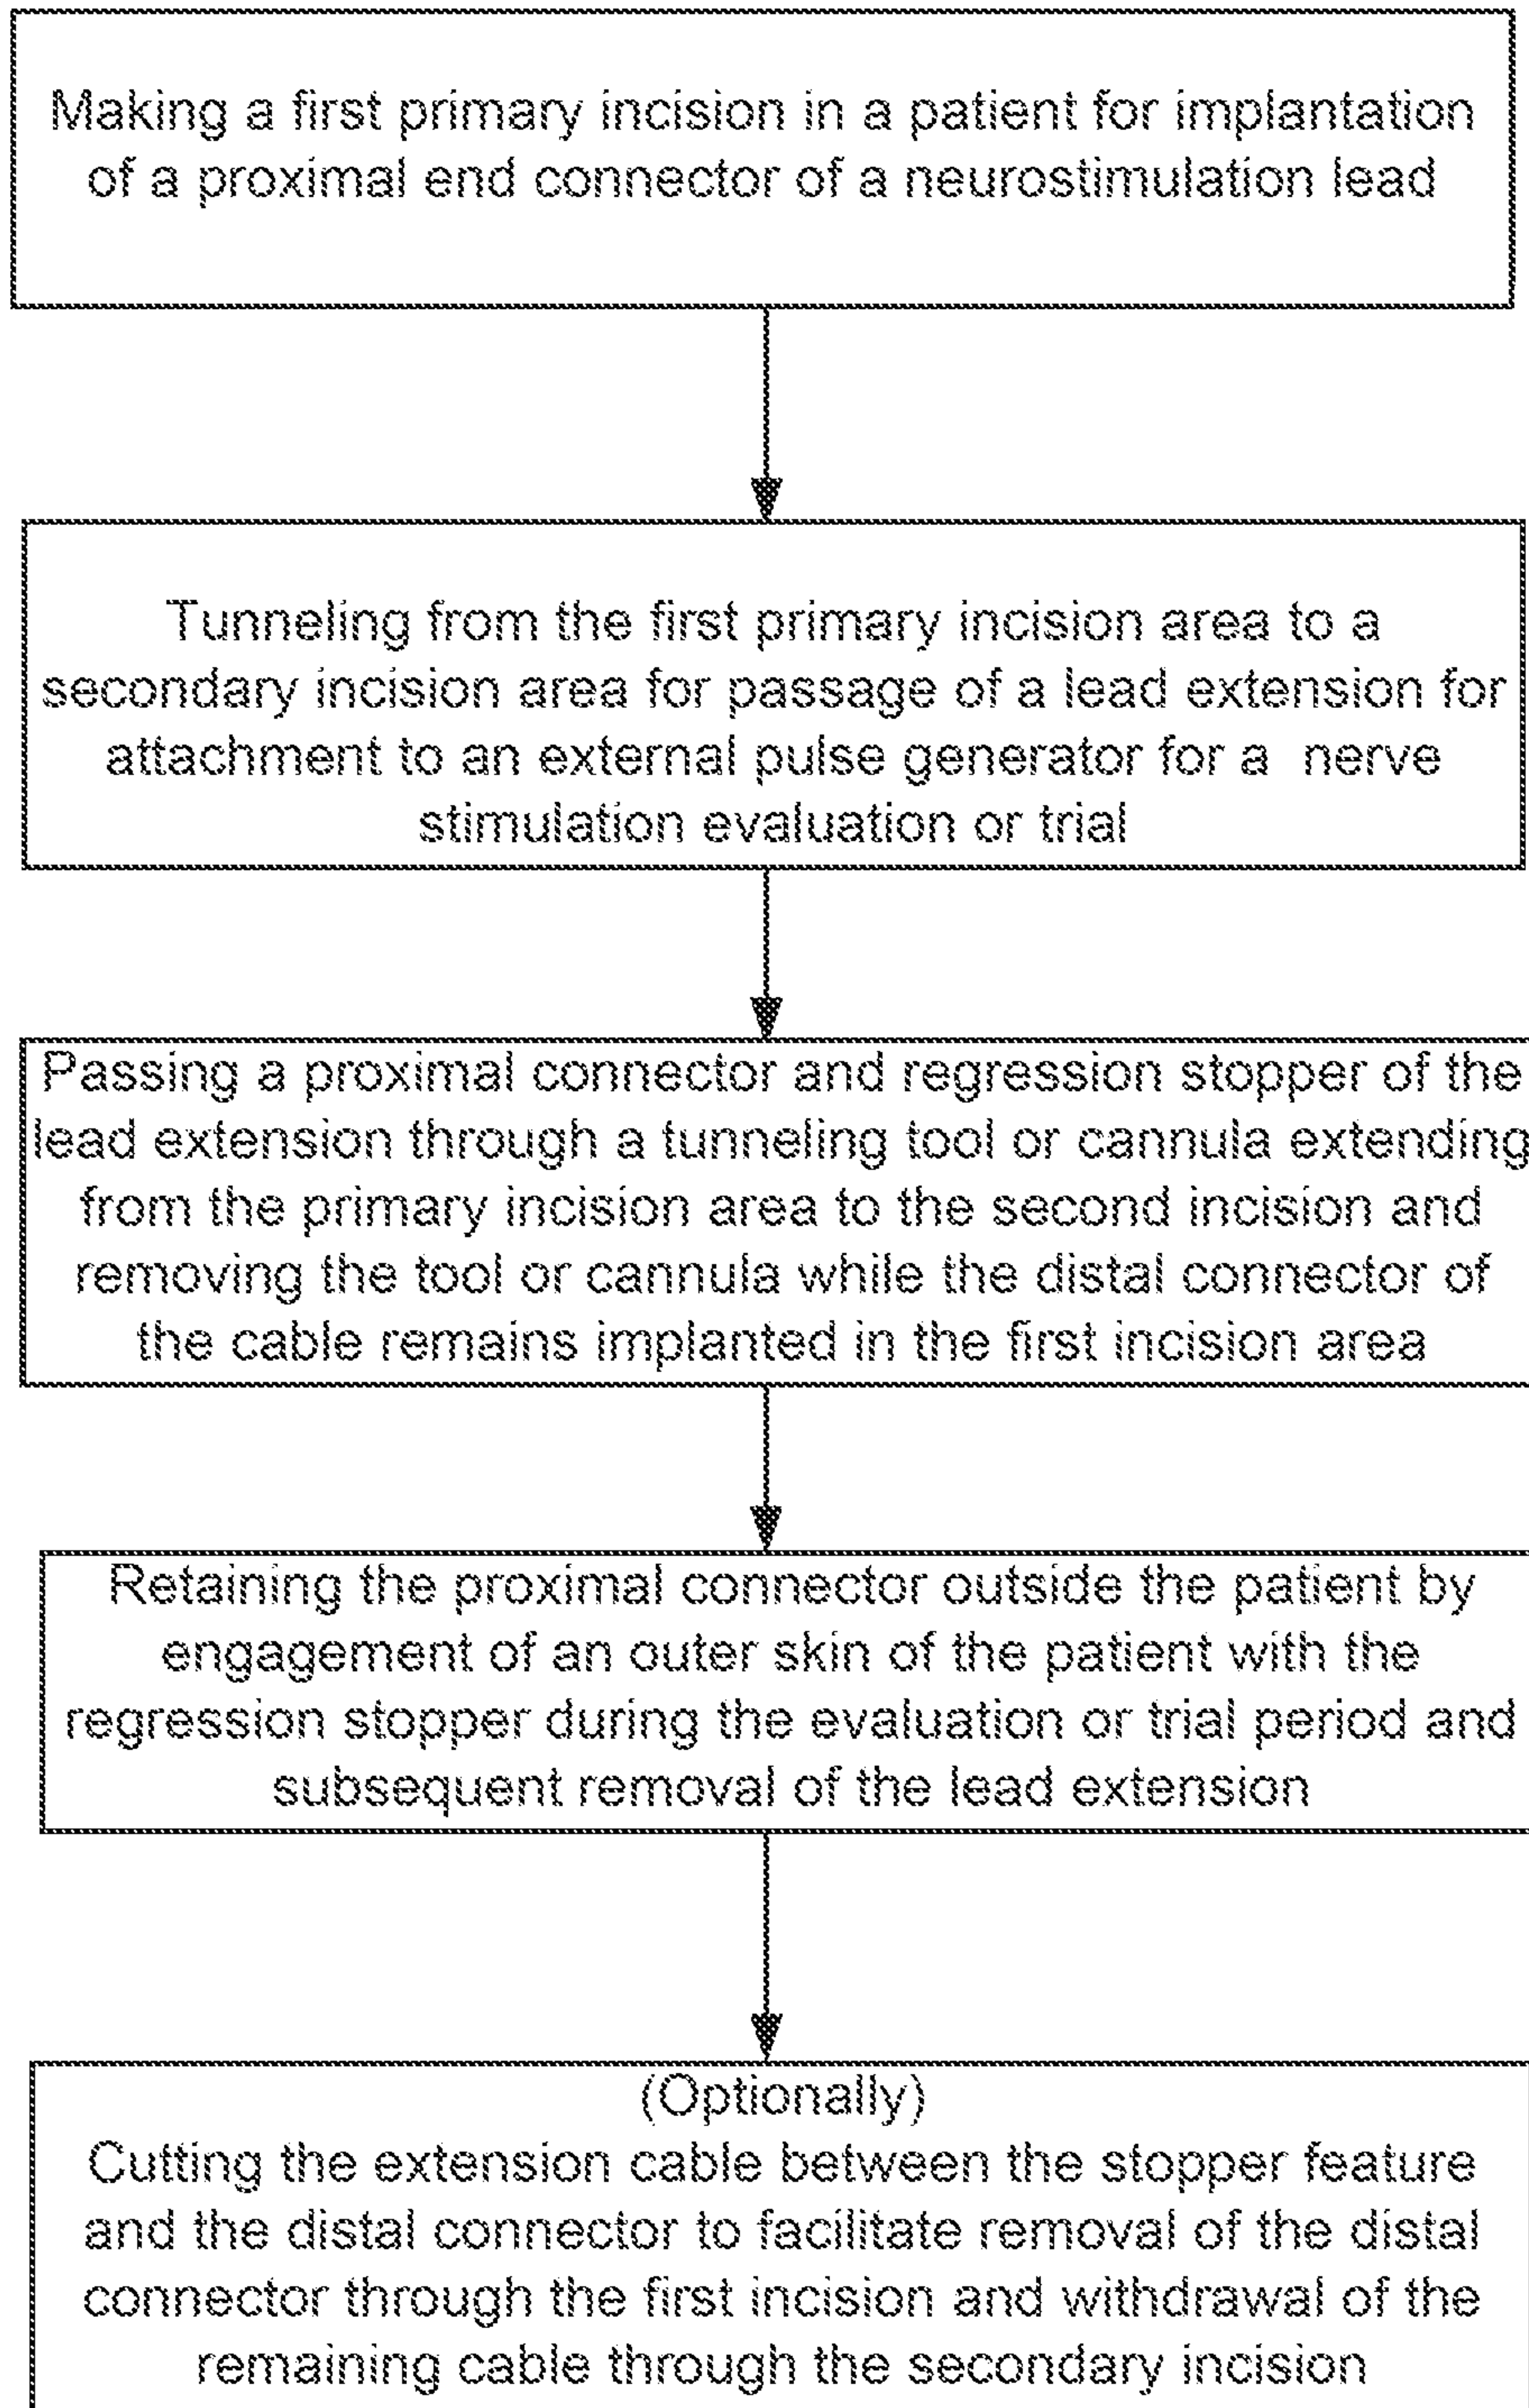 Making a first primary incision in a patient for implantation
of a proximal end connector of a neurostimulation lead
Tunneling from the first primary incision area to a
secondary incision area for passage of a lead extension for
attachment to an external pulse generator for a nerve
stimulation evaluation or trial
Passing a proximal connector and regression stopper of the
lead extension through a tunneling tool or cannula extending
from the primary incision area to the second incision and
removing the tool or cannula while the distal connector of
the cable remains implanted in the first incision area
Retaining the proximal connector outside the patient by
engagement of an outer skin of the patient with the
regression stopper during the evaluation or trial period and
subsequent removal of the lead extension
(Optionally)
Cutting the extension cable between the stopper feature
and the distal connector to facilitate removal of the distal
connector through the first incision and withdrawal of the
remaining cable through the secondary incision